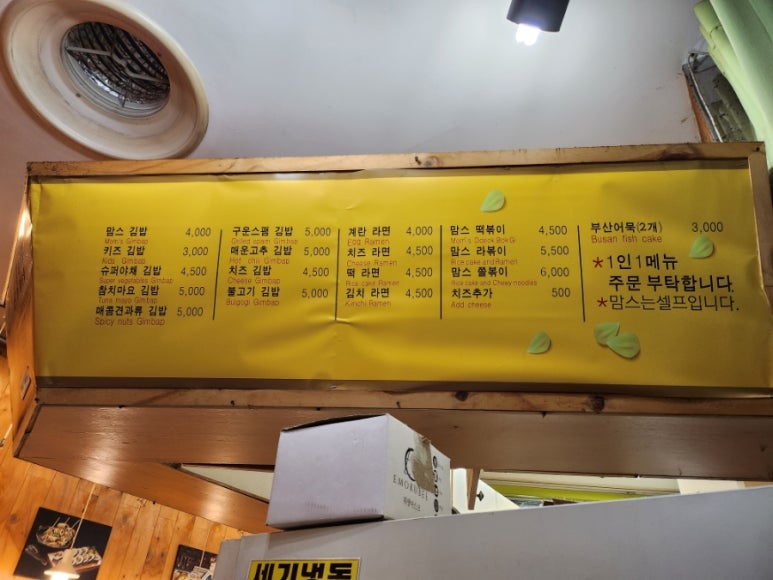 맘스 김밥 4,000
Mom's Gimbap
키즈 김밥 3,000
Kids Gimbap
슈퍼야채 김밥 4,500
Super vegetables Gimbap
참치마요 김밥 5,000
Tuna mayo Gimbap
매콤견과류 김밥 5,000
Spicy nuts Gimbap
구운스팸 김밥 5,000
Grilled spam Gimbap
매운고추 김밥 5,000
Hot chili Gimbap
치즈 김밥 4,500
Cheese Gimbap
불고기 김밥 5,000
Bulgogi Gimbap
계란 라면 4,000
Egg Ramen
치즈 라면 4,500
Cheese Ramen
떡 라면 4,500
Rice cake Ramen
김치 라면 4,500
Kimchi Ramen
맘스 떡볶이 4,500
Mom's Ddeok Bok Gi
맘스 라볶이 5,500
Rice cake and Ramen
맘스 쫄볶이 6,000
Rice cake and Chewy noodles
치즈추가 500
Add cheese
부산어묵(2개) 3,000
Busan fish cake
*1인1메뉴
주문 부탁합니다.
*맘스는셀프입니다.
EMOKUBEL
세기냉동